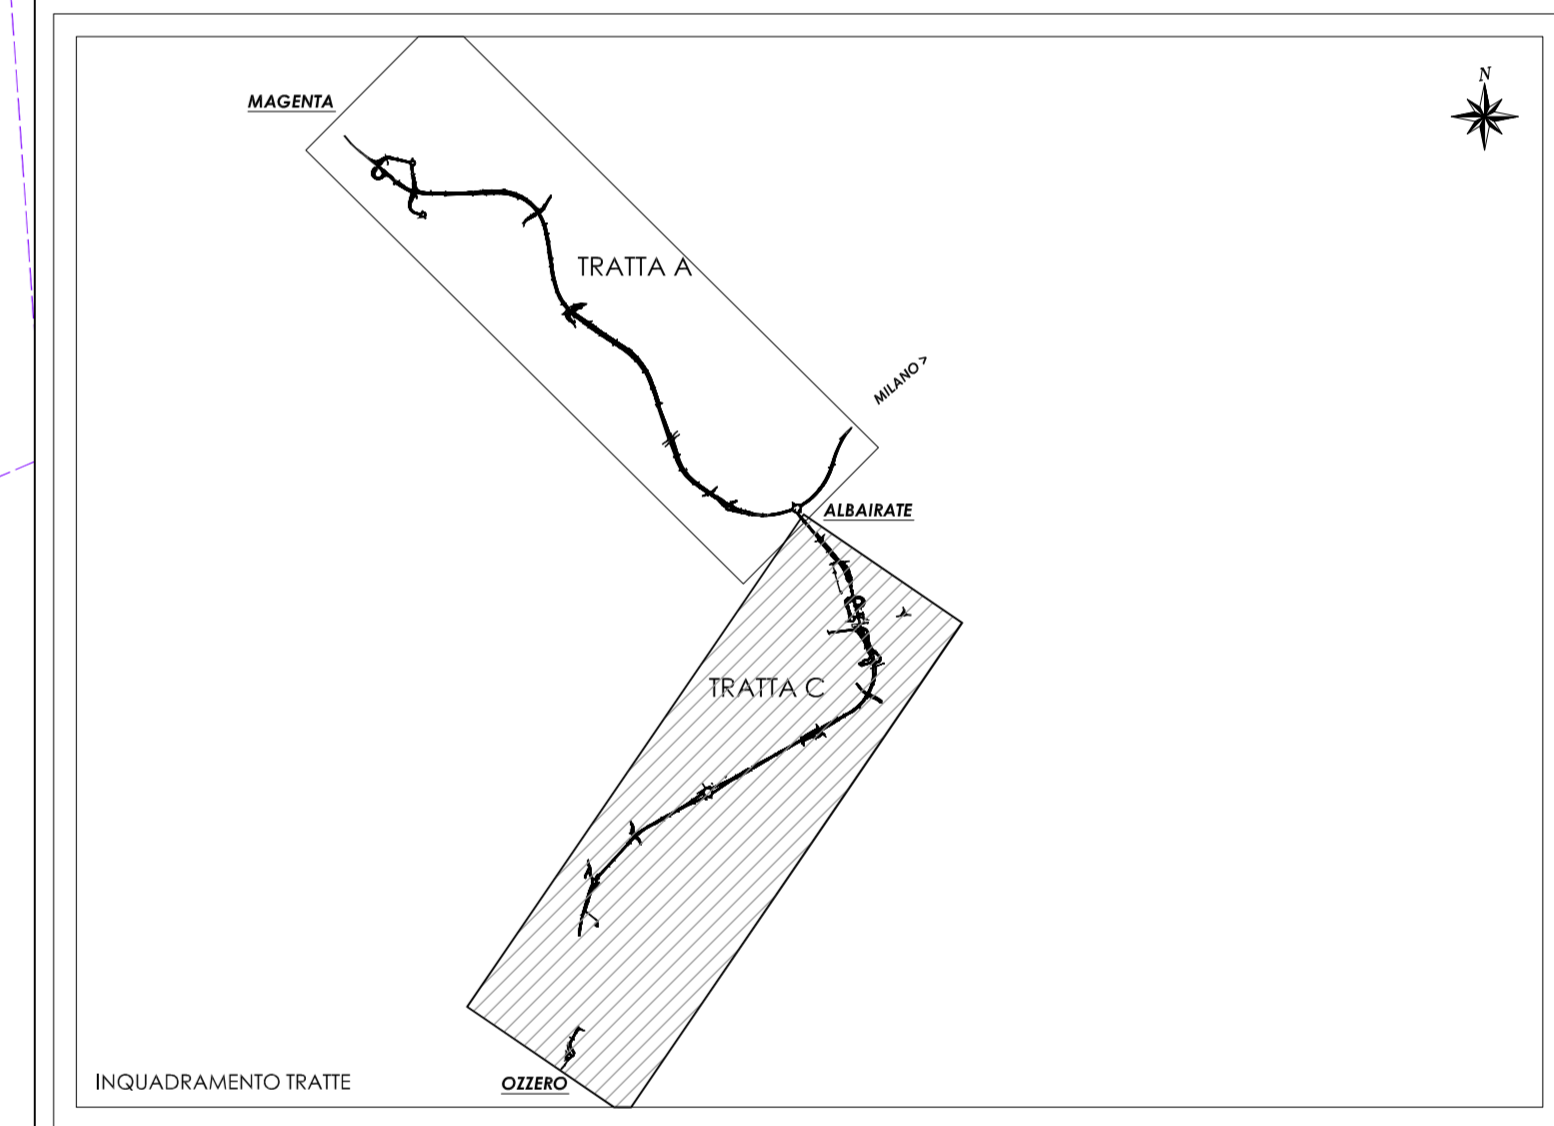 N
MAGENTA
TRATTA A
MILANO >
ALBAIRATE
TRATTA C
INQUADRAMENTO TRATTE
OZZERO